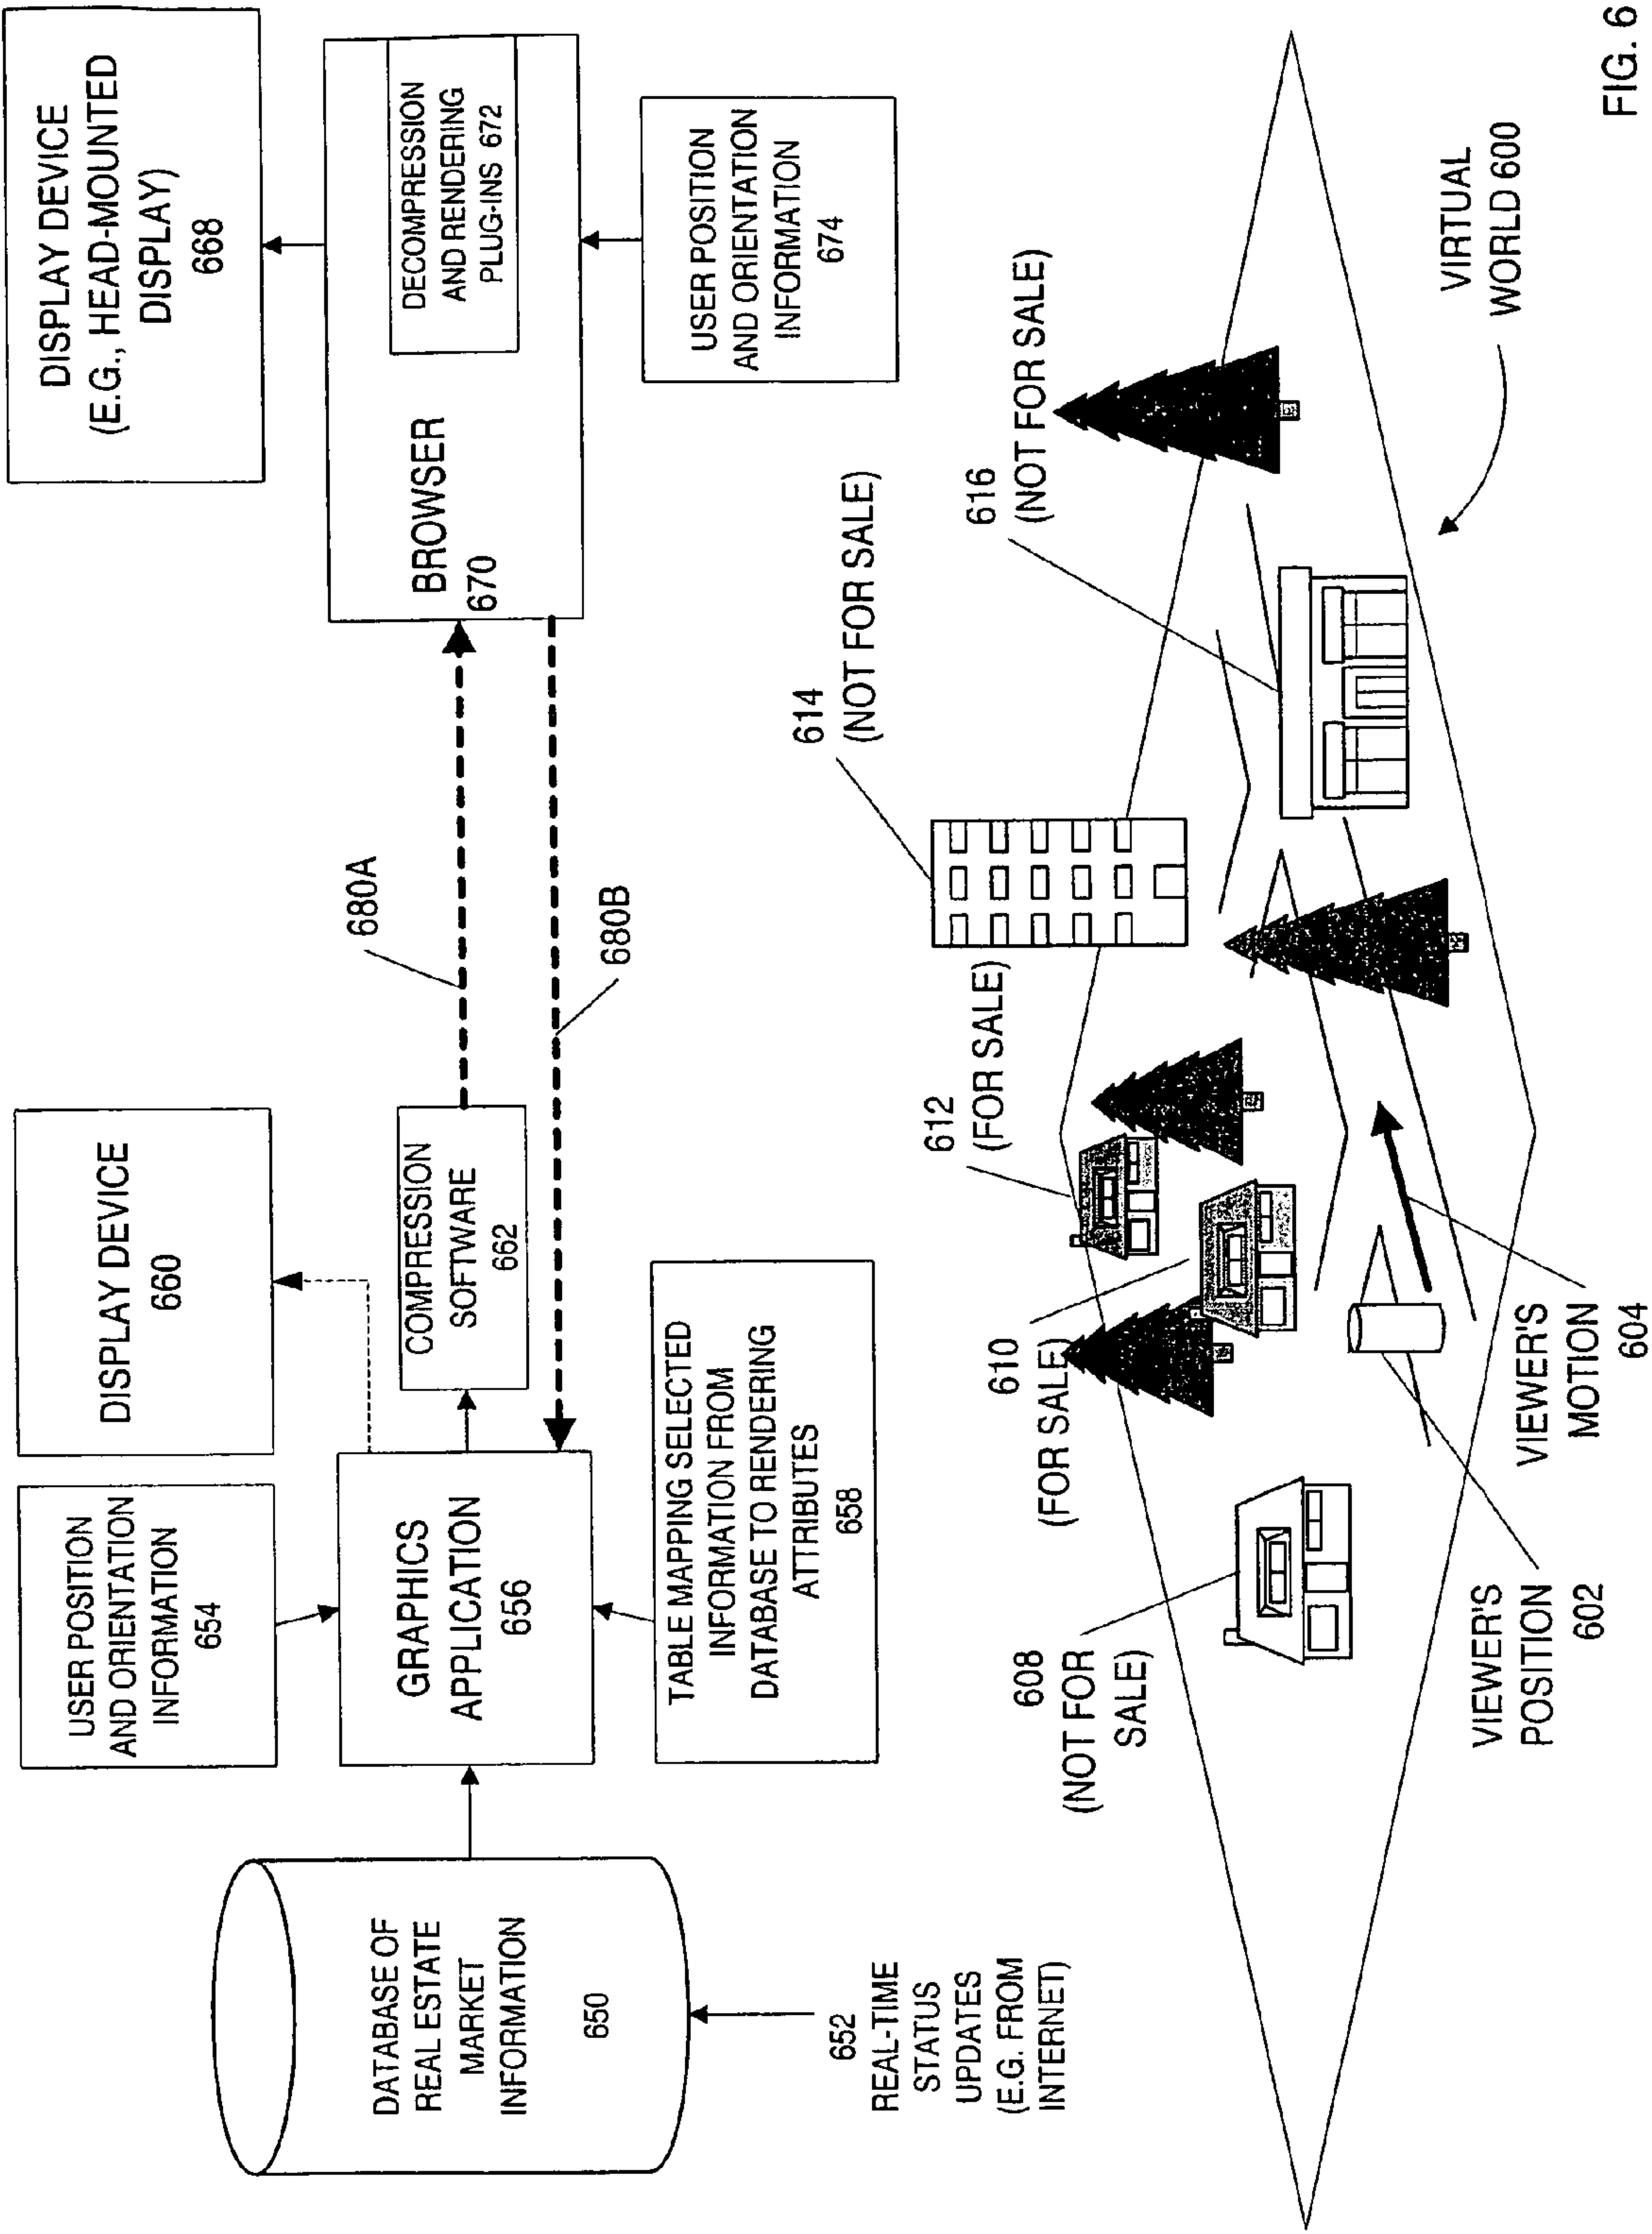 DISPLAY DEVICE
(E.G., HEAD-MOUNTED
DISPLAY)
668
DECOMPRESSION
AND RENDERING
PLUG-INS 672
BROWSER
670
USER POSITION
AND ORIENTATION
INFORMATION
674
680A
680B
DISPLAY DEVICE
660
COMPRESSION
SOFTWARE
662
USER POSITION
AND ORIENTATION
INFORMATION
654
GRAPHICS
APPLICATION
656
TABLE MAPPING SELECTED
INFORMATION FROM
DATABASE TO RENDERING
ATTRIBUTES
658
DATABASE OF
REAL ESTATE
MARKET
INFORMATION
650
652
REAL-TIME
STATUS
UPDATES
(E.G. FROM
INTERNET)
608
(NOT FOR
SALE)
610
(FOR SALE)
612
(FOR SALE)
614
(NOT FOR SALE)
616
(NOT FOR SALE)
VIEWER'S
POSITION
602
VIEWER'S
MOTION
604
VIRTUAL
WORLD 600
FIG. 6